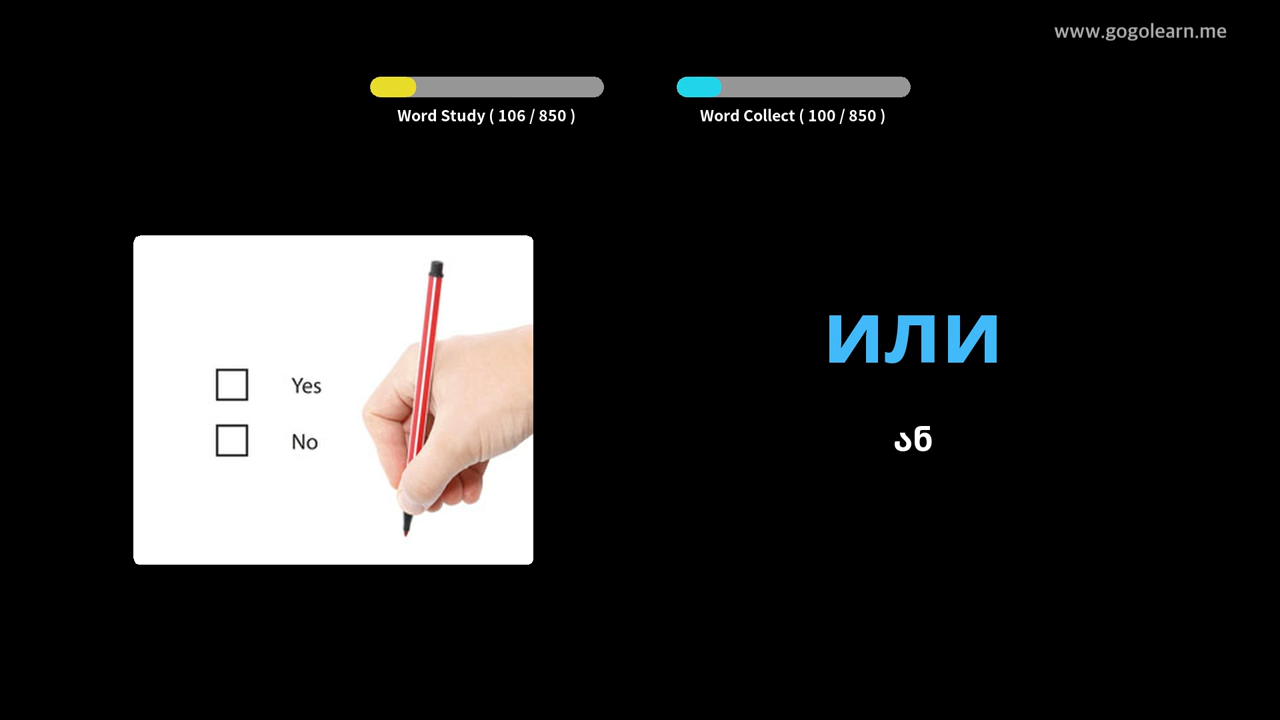 www.gogolearn.me
Word Study ( 106 / 850 )
Word Collect ( 100 / 850 )
Yes
No
или
ან